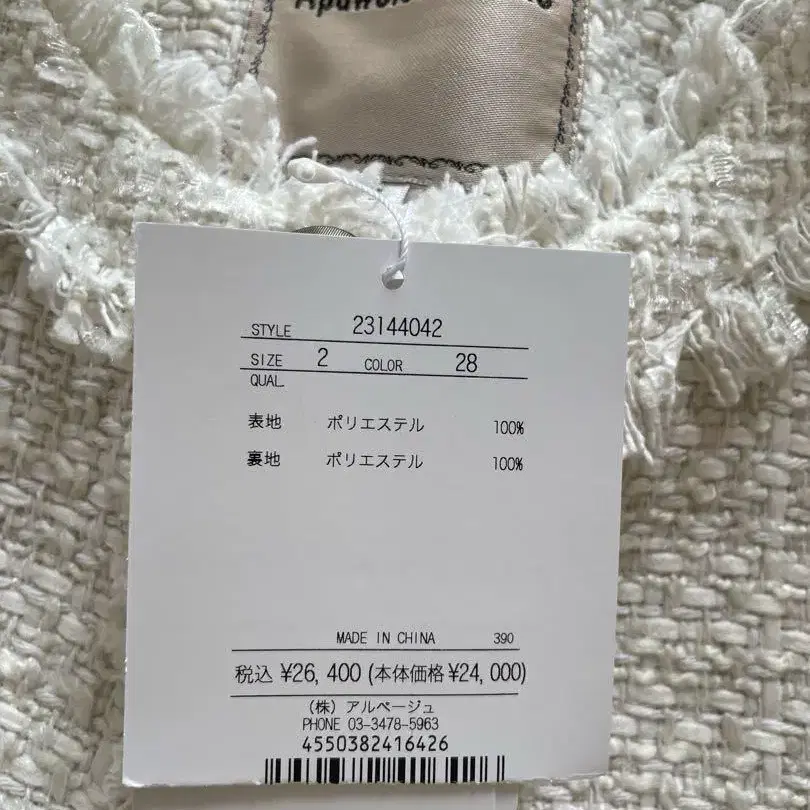 STYLE 23144042
SIZE 2 COLOR 28
QUAL.
表地 ポリエステル 100%
裏地 ポリエステル 100%
MADE IN CHINA 390
税込 ¥26,400 (本体価格¥24,000)
（株）アルページュ
PHONE 03-3478-5963
4550382416426